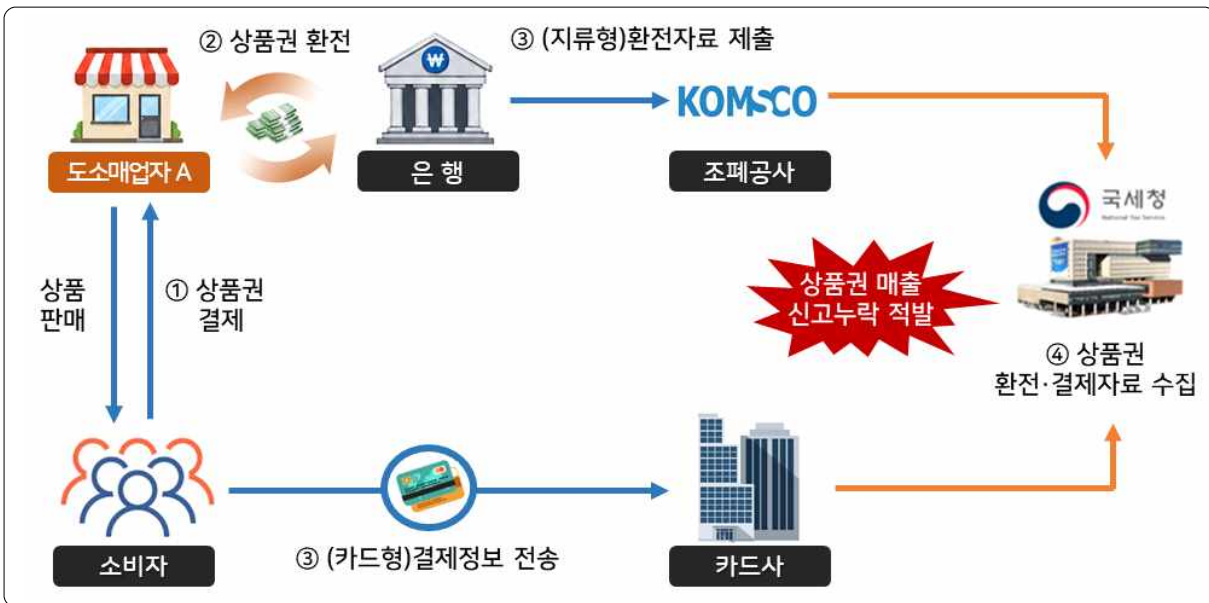 ② 상품권 환전
③ (지류형)환전자료 제출
KOMSCO
도소매업자 A
은 행
조폐공사
국세청
National Tax Service
상품
판매
① 상품권
결제
상품권 매출
신고누락 적발
④ 상품권
환전·결제자료 수집
소비자
③ (카드형)결제정보 전송
카드사